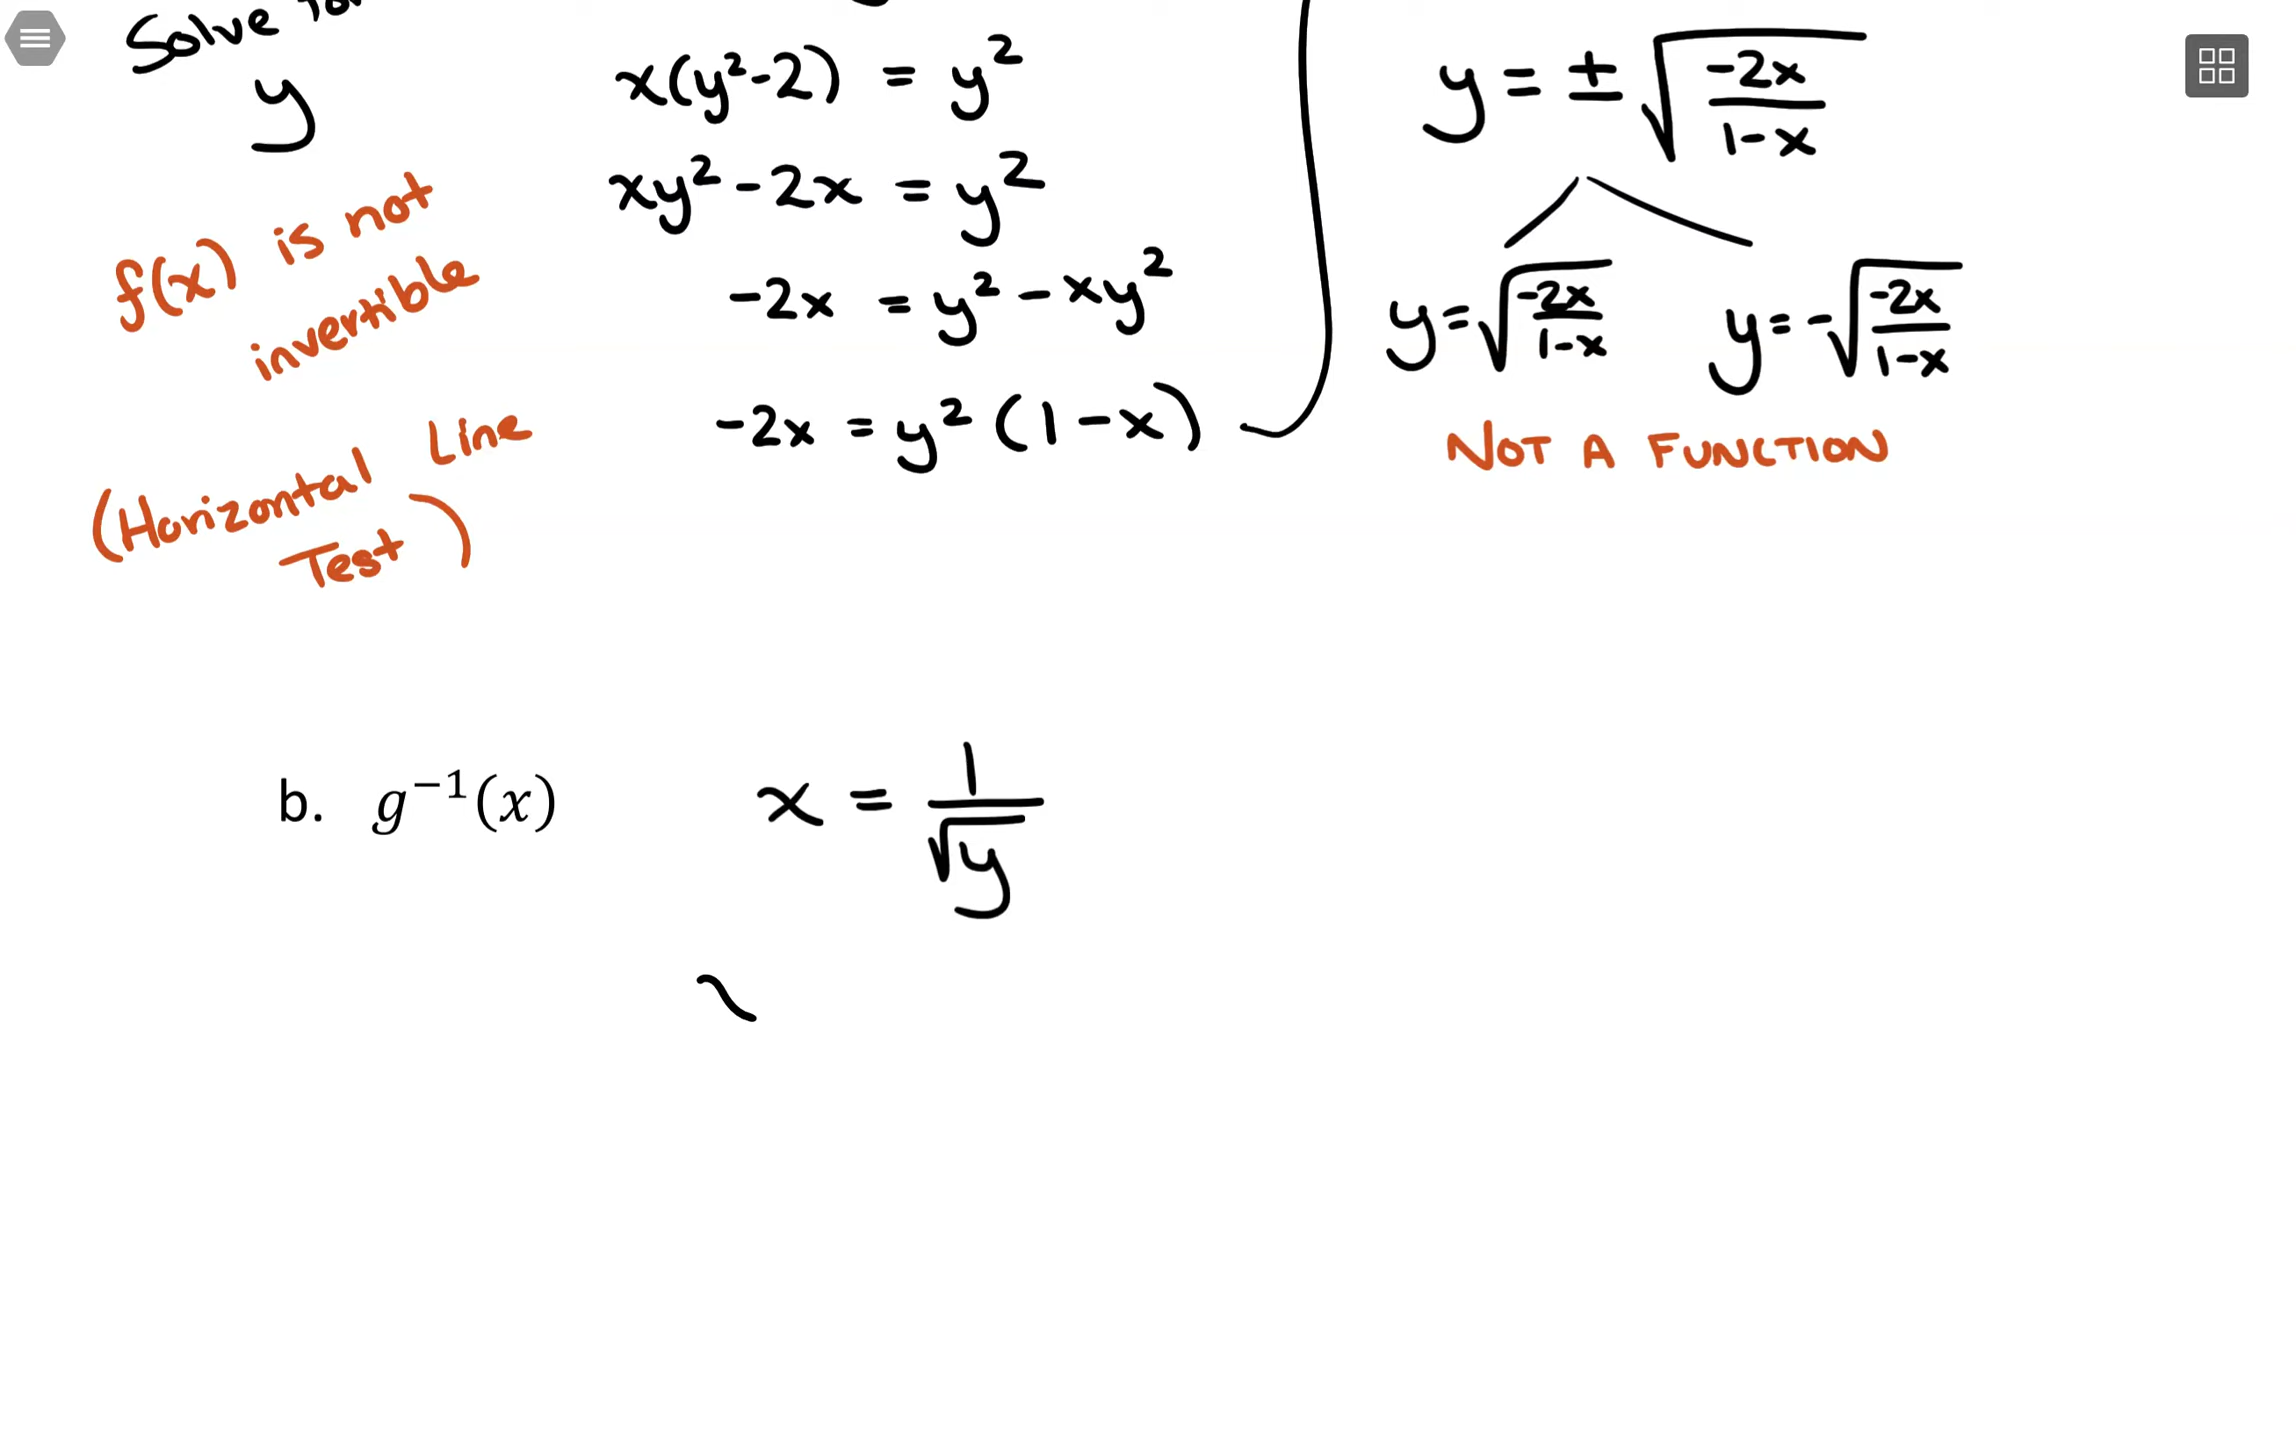 Solve for
y
x(y²-2) = y²
xy² - 2x = y²
-2x = y² - xy²
-2x = y² (1-x)
f(x) is not
invertible
(Horizontal Line
Test)
y = ± √(-2x/(1-x))
y = √(-2x/(1-x)) y = -√(-2x/(1-x))
NOT A FUNCTION
b. g⁻¹(x) x = 1/√y